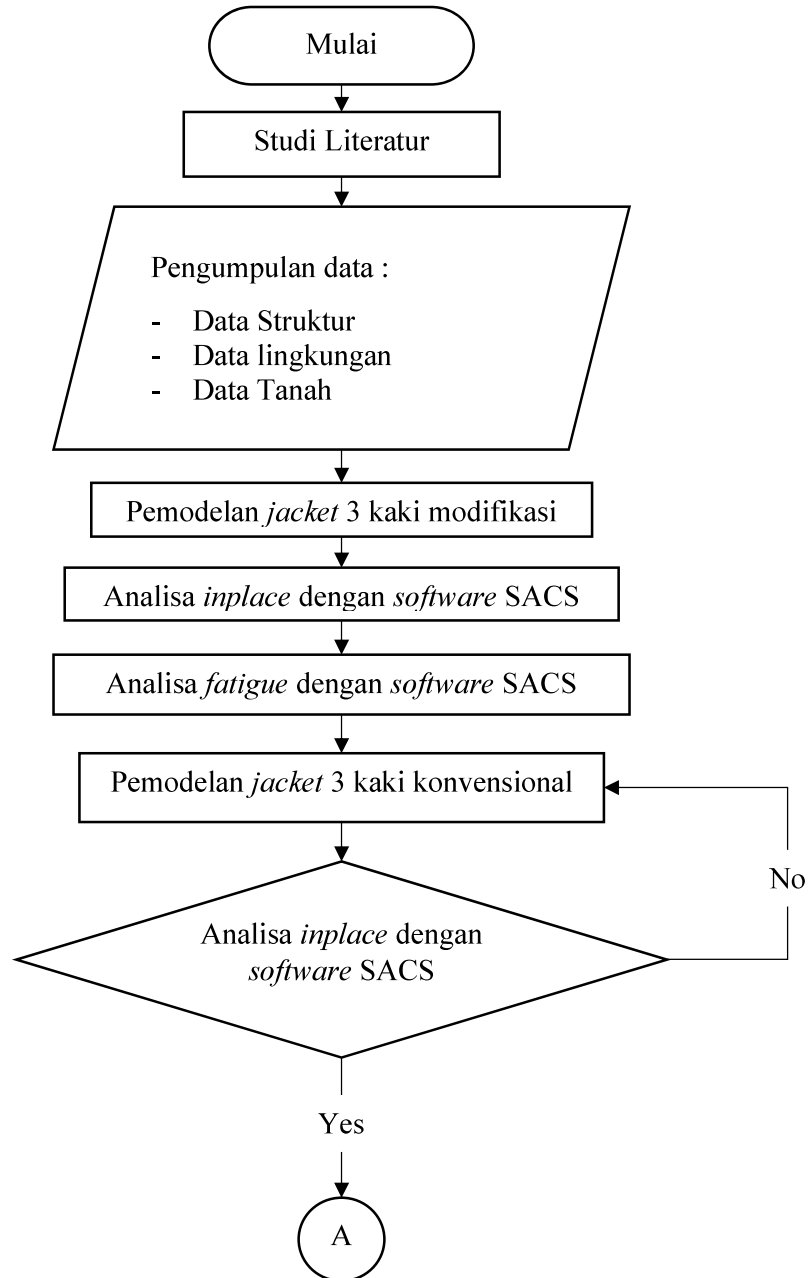 Mulai
Studi Literatur
Pengumpulan data :
- Data Struktur
- Data lingkungan
- Data Tanah
Pemodelan jacket 3 kaki modifikasi
Analisa inplace dengan software SACS
Analisa fatigue dengan software SACS
Pemodelan jacket 3 kaki konvensional
No
Analisa inplace dengan
software SACS
Yes
A